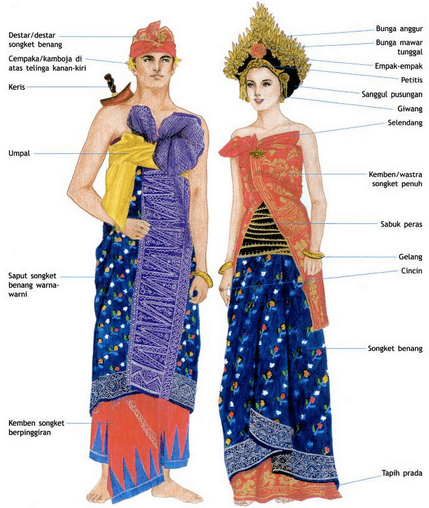 Destar/destar
songket benang
Cempaka/kamboja di
atas telinga kanan-kiri
Keris
Umpal
Saput songket
benang warna-
warni
Kemben songket
berpinggiran
Bunga anggur
Bunga mawar
tunggal
Empak-empak
Petitis
Sanggul pusungan
Giwang
Selendang
Kemben/wastra
songket penuh
Sabuk peras
Gelang
Cincin
Songket benang
Tapih prada